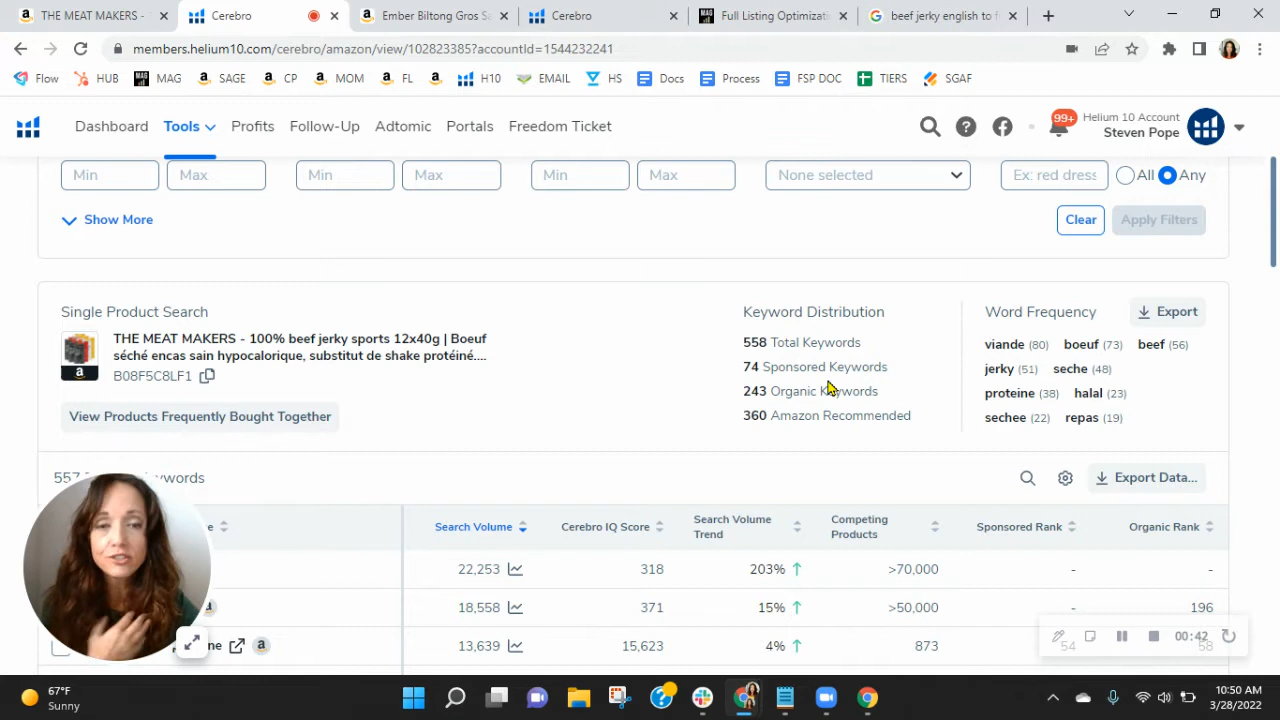 THE MEAT MAKERS -
Cerebro
Ember Biltong Gros S
Cerebro
Full Listing Optimizati
beef jerky english to f
members.helium10.com/cerebro/amazon/view/102823385?accountId=1544232241
Flow
HUB
MAG
SAGE
CP
MOM
FL
H10
EMAIL
HS
Docs
Process
FSP DOC
TIERS
SGAF
Dashboard
Tools
Profits
Follow-Up
Adtomic
Portals
Freedom Ticket
99+
Helium 10 Account
Steven Pope
Min
Max
Min
Max
Min
Max
None selected
Ex: red dress
All
Any
Show More
Clear
Apply Filters
Single Product Search
THE MEAT MAKERS - 100% beef jerky sports 12x40g | Boeuf
séché encas sain hypocalorique, substitut de shake protéiné....
B08F5C8LF1
View Products Frequently Bought Together
Keyword Distribution
558 Total Keywords
74 Sponsored Keywords
243 Organic Keywords
360 Amazon Recommended
Word Frequency
Export
viande (80) boeuf (73) beef (56)
jerky (51) seche (48)
proteine (38) halal (23)
sechee (22) repas (19)
557
Export Data...
Search Volume
Cerebro IQ Score
Search Volume
Trend
Competing
Products
Sponsored Rank
Organic Rank
22,253 318 203% >70,000 - -
18,558 371 15% >50,000 - 196
13,639 15,623 4% 873 54 58
00:42
67°F
Sunny
10:50 AM
3/28/2022